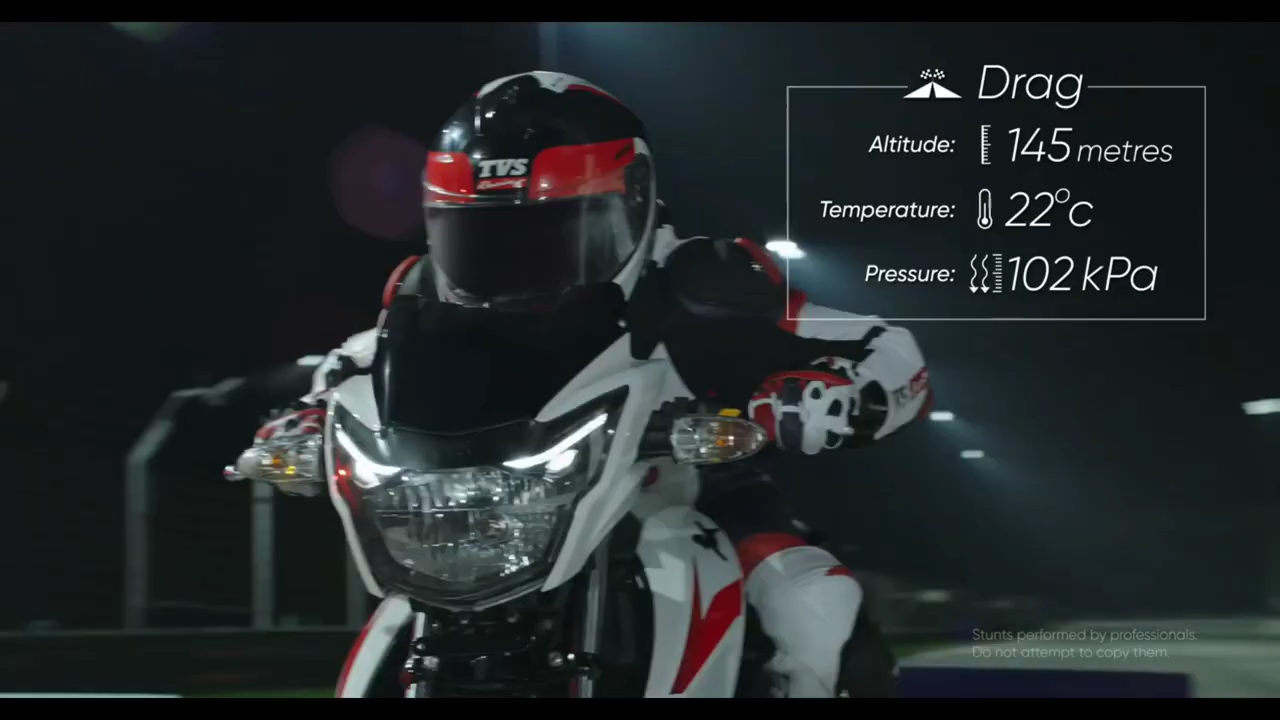 Drag
Altitude: 145 metres
Temperature: 22°c
Pressure: 102 kPa
TVS
Stunts performed by professionals.
Do not attempt to copy them.